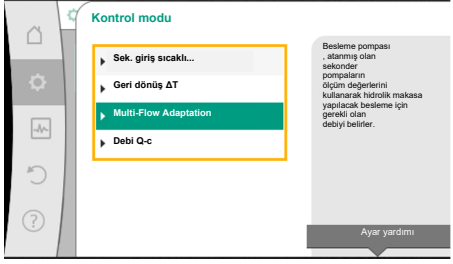 Kontrol modu
Sek. giriş sıcaklı...
Geri dönüş ΔT
Multi-Flow Adaptation
Debi Q-c
Besleme pompası
, atanmış olan
sekonder
pompaların
ölçüm değerlerini
kullanarak hidrolik makasa
yapılacak besleme için
gerekli olan
debiyi belirler.
Ayar yardımı